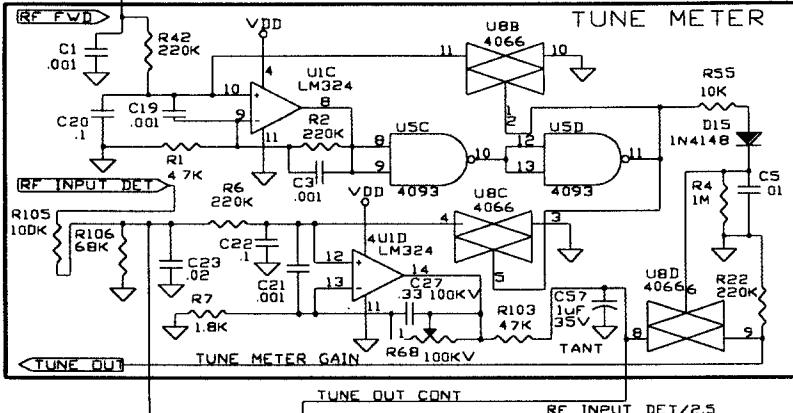 RF FWD
TUNE METER
C1
.001
R42
220K
VDD
4
U1C
LM324
10
9
8
11
C20
.1
C19
.001
R1
4.7K
R2
220K
C3
.001
U8B
4066
11
10
12
U5C
8
9
10
4093
U5D
12
13
11
4093
R55
10K
D15
1N4148
R4
1M
C5
.01
RF INPUT DET
R105
100K
R106
68K
R6
220K
C23
.02
C22
.1
C21
.001
VDD
4
U1D
LM324
12
13
14
11
U8C
4066
4
3
5
C27
.33
100KV
R7
1.8K
1
R68
100KV
R103
47K
C57
1uF
35V
TANT
U8D
4066
6
8
9
R22
220K
TUNE OUT
TUNE METER GAIN
TUNE OUT CONT
RF INPUT DET/2.5